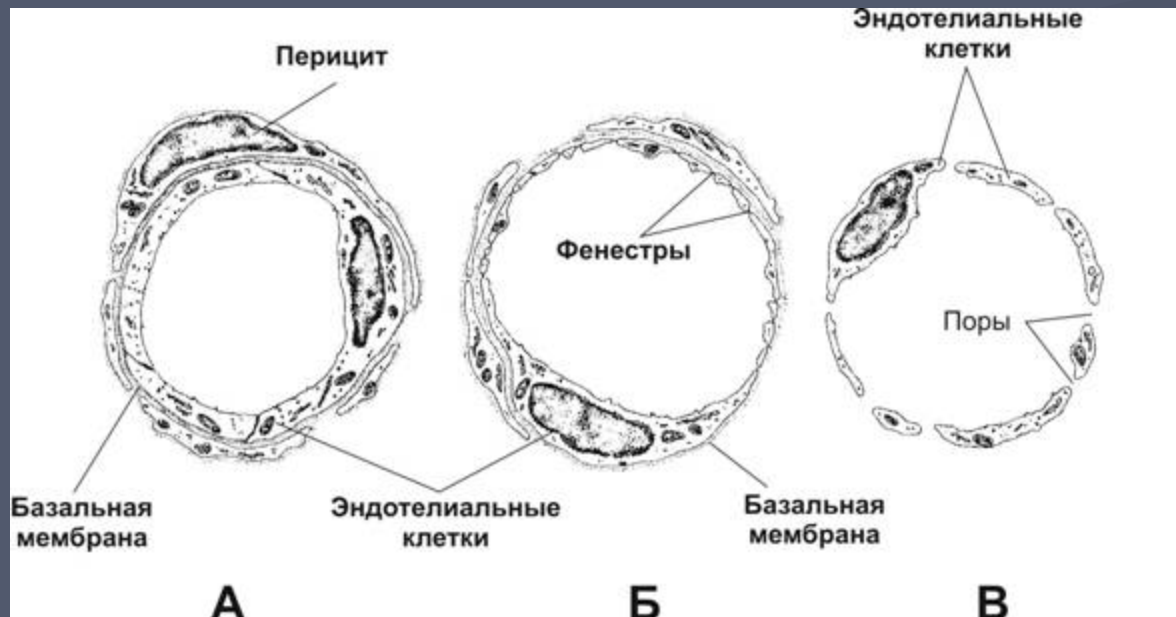 Эндотелиальные
клетки
Перицит
Фенестры
Поры
Базальная
мембрана
Эндотелиальные
клетки
Базальная
мембрана
А
Б
В